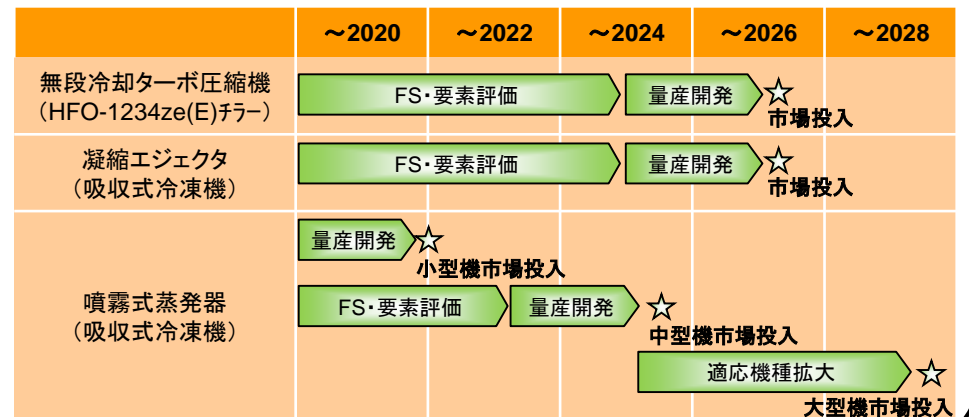 ～2020 ～2022 ～2024 ～2026 ～2028
無段冷却ターボ圧縮機
（HFO-1234ze(E)ﾁﾗｰ）
FS・要素評価 量産開発
市場投入
凝縮エジェクタ
（吸収式冷凍機）
FS・要素評価 量産開発
市場投入
噴霧式蒸発器
（吸収式冷凍機）
量産開発
小型機市場投入
FS・要素評価 量産開発
中型機市場投入
適応機種拡大
大型機市場投入